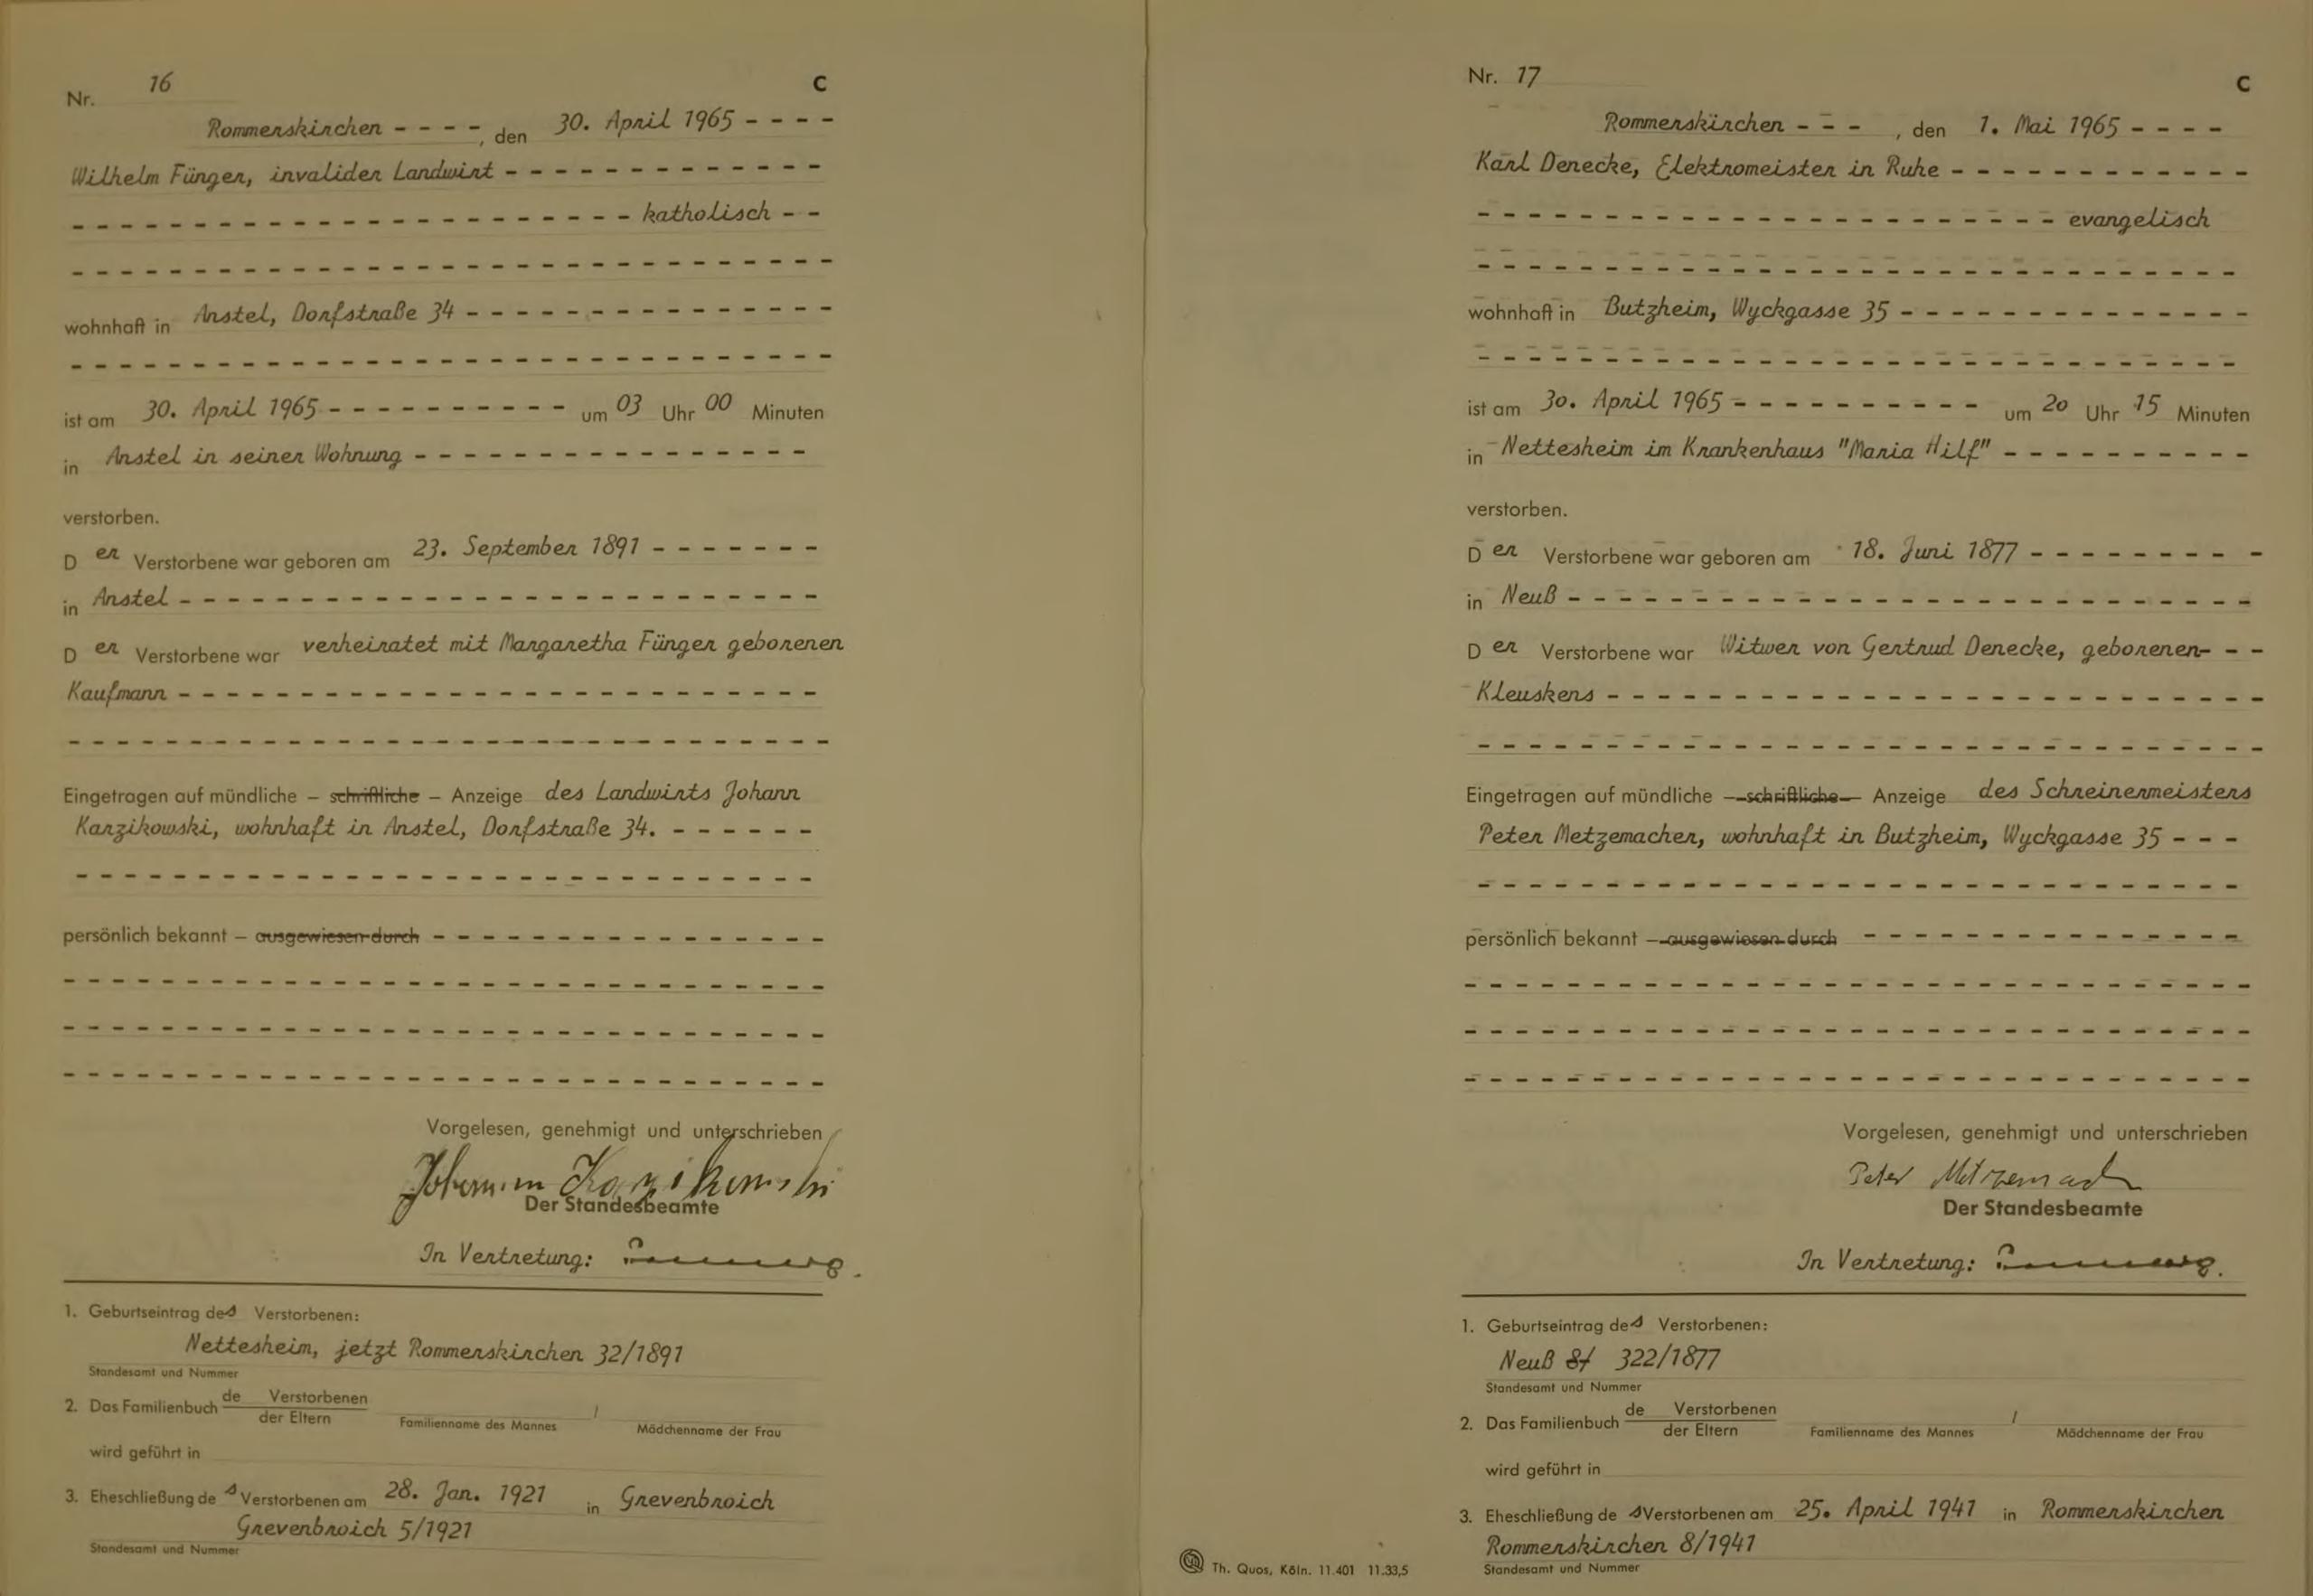 Nr. 16 C
Rommerskirchen - - - - , den 30. April 1965 - - - -
Wilhelm Fünger, invalider Landwirt - - - - - - - - - - - - -
- - - - - - - - - - - - - - - - - - - - - - - katholisch - -
wohnhaft in Anstel, Dorfstraße 34 - - - - - - - - - - - - - - -
ist am 30. April 1965 - - - - - - - - - - um 03 Uhr 00 Minuten
in Anstel in seiner Wohnung - - - - - - - - - - - - - - - -
verstorben.
D er Verstorbene war geboren am 23. September 1891 - - - - - - -
in Anstel - - - - - - - - - - - - - - - - - - - - - - - - - -
D er Verstorbene war verheiratet mit Margaretha Fünger geborenen
Kaufmann - - - - - - - - - - - - - - - - - - - - - - - - - -
Eingetragen auf mündliche – schriftliche – Anzeige des Landwirts Johann
Karzikowski, wohnhaft in Anstel, Dorfstraße 34. - - - - - -
persönlich bekannt – ausgewiesen durch - - - - - - - - - - - - - - - -
Vorgelesen, genehmigt und unterschrieben
Johann Karzikowski
Der Standesbeamte
In Vertretung:
1. Geburtseintrag des Verstorbenen:
Nettesheim, jetzt Rommerskirchen 32/1891
Standesamt und Nummer
2. Das Familienbuch de Verstorbenen
der Eltern
Familienname des Mannes / Mädchenname der Frau
wird geführt in
3. Eheschließung des Verstorbenen am 28. Jan. 1921 in Grevenbroich
Grevenbroich 5/1921
Standesamt und Nummer
Nr. 17 C
Rommerskirchen - - - , den 1. Mai 1965 - - - -
Karl Denecke, Elektromeister in Ruhe - - - - - - - - - - - -
- - - - - - - - - - - - - - - - - - - - - - - - evangelisch
wohnhaft in Butzheim, Wyckgasse 35 - - - - - - - - - - - - - -
ist am 30. April 1965 - - - - - - - - - - um 20 Uhr 15 Minuten
in Nettesheim im Krankenhaus "Maria Hilf" - - - - - - - - - -
verstorben.
D er Verstorbene war geboren am 18. Juni 1877 - - - - - - - - -
in Neuß - - - - - - - - - - - - - - - - - - - - - - - - - - -
D er Verstorbene war Witwer von Gertrud Denecke, geborenen- - -
Kleuskens - - - - - - - - - - - - - - - - - - - - - - - - - -
Eingetragen auf mündliche – schriftliche – Anzeige des Schreinermeisters
Peter Metzemacher, wohnhaft in Butzheim, Wyckgasse 35 - - -
persönlich bekannt – ausgewiesen durch - - - - - - - - - - - - - - -
Vorgelesen, genehmigt und unterschrieben
Peter Metzemach
Der Standesbeamte
In Vertretung:
1. Geburtseintrag des Verstorbenen:
Neuß 8/ 322/1877
Standesamt und Nummer
2. Das Familienbuch de Verstorbenen
der Eltern
Familienname des Mannes / Mädchenname der Frau
wird geführt in
3. Eheschließung des Verstorbenen am 25. April 1941 in Rommerskirchen
Rommerskirchen 8/1941
Standesamt und Nummer
Th. Quos, Köln. 11.401 11.33,5